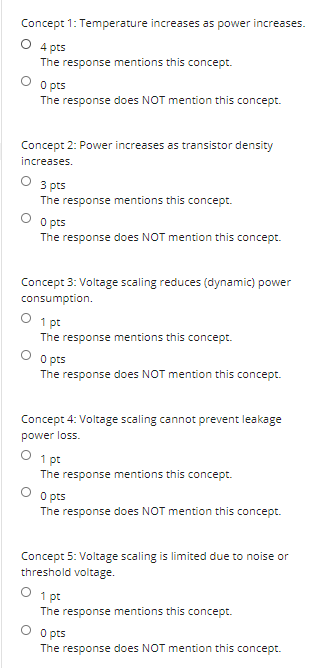 Concept 1: Temperature increases as power increases.
4 pts
The response mentions this concept.
0 pts
The response does NOT mention this concept.
Concept 2: Power increases as transistor density
increases.
3 pts
The response mentions this concept.
0 pts
The response does NOT mention this concept.
Concept 3: Voltage scaling reduces (dynamic) power
consumption.
1 pt
The response mentions this concept.
0 pts
The response does NOT mention this concept.
Concept 4: Voltage scaling cannot prevent leakage
power loss.
1 pt
The response mentions this concept.
0 pts
The response does NOT mention this concept.
Concept 5: Voltage scaling is limited due to noise or
threshold voltage.
1 pt
The response mentions this concept.
0 pts
The response does NOT mention this concept.